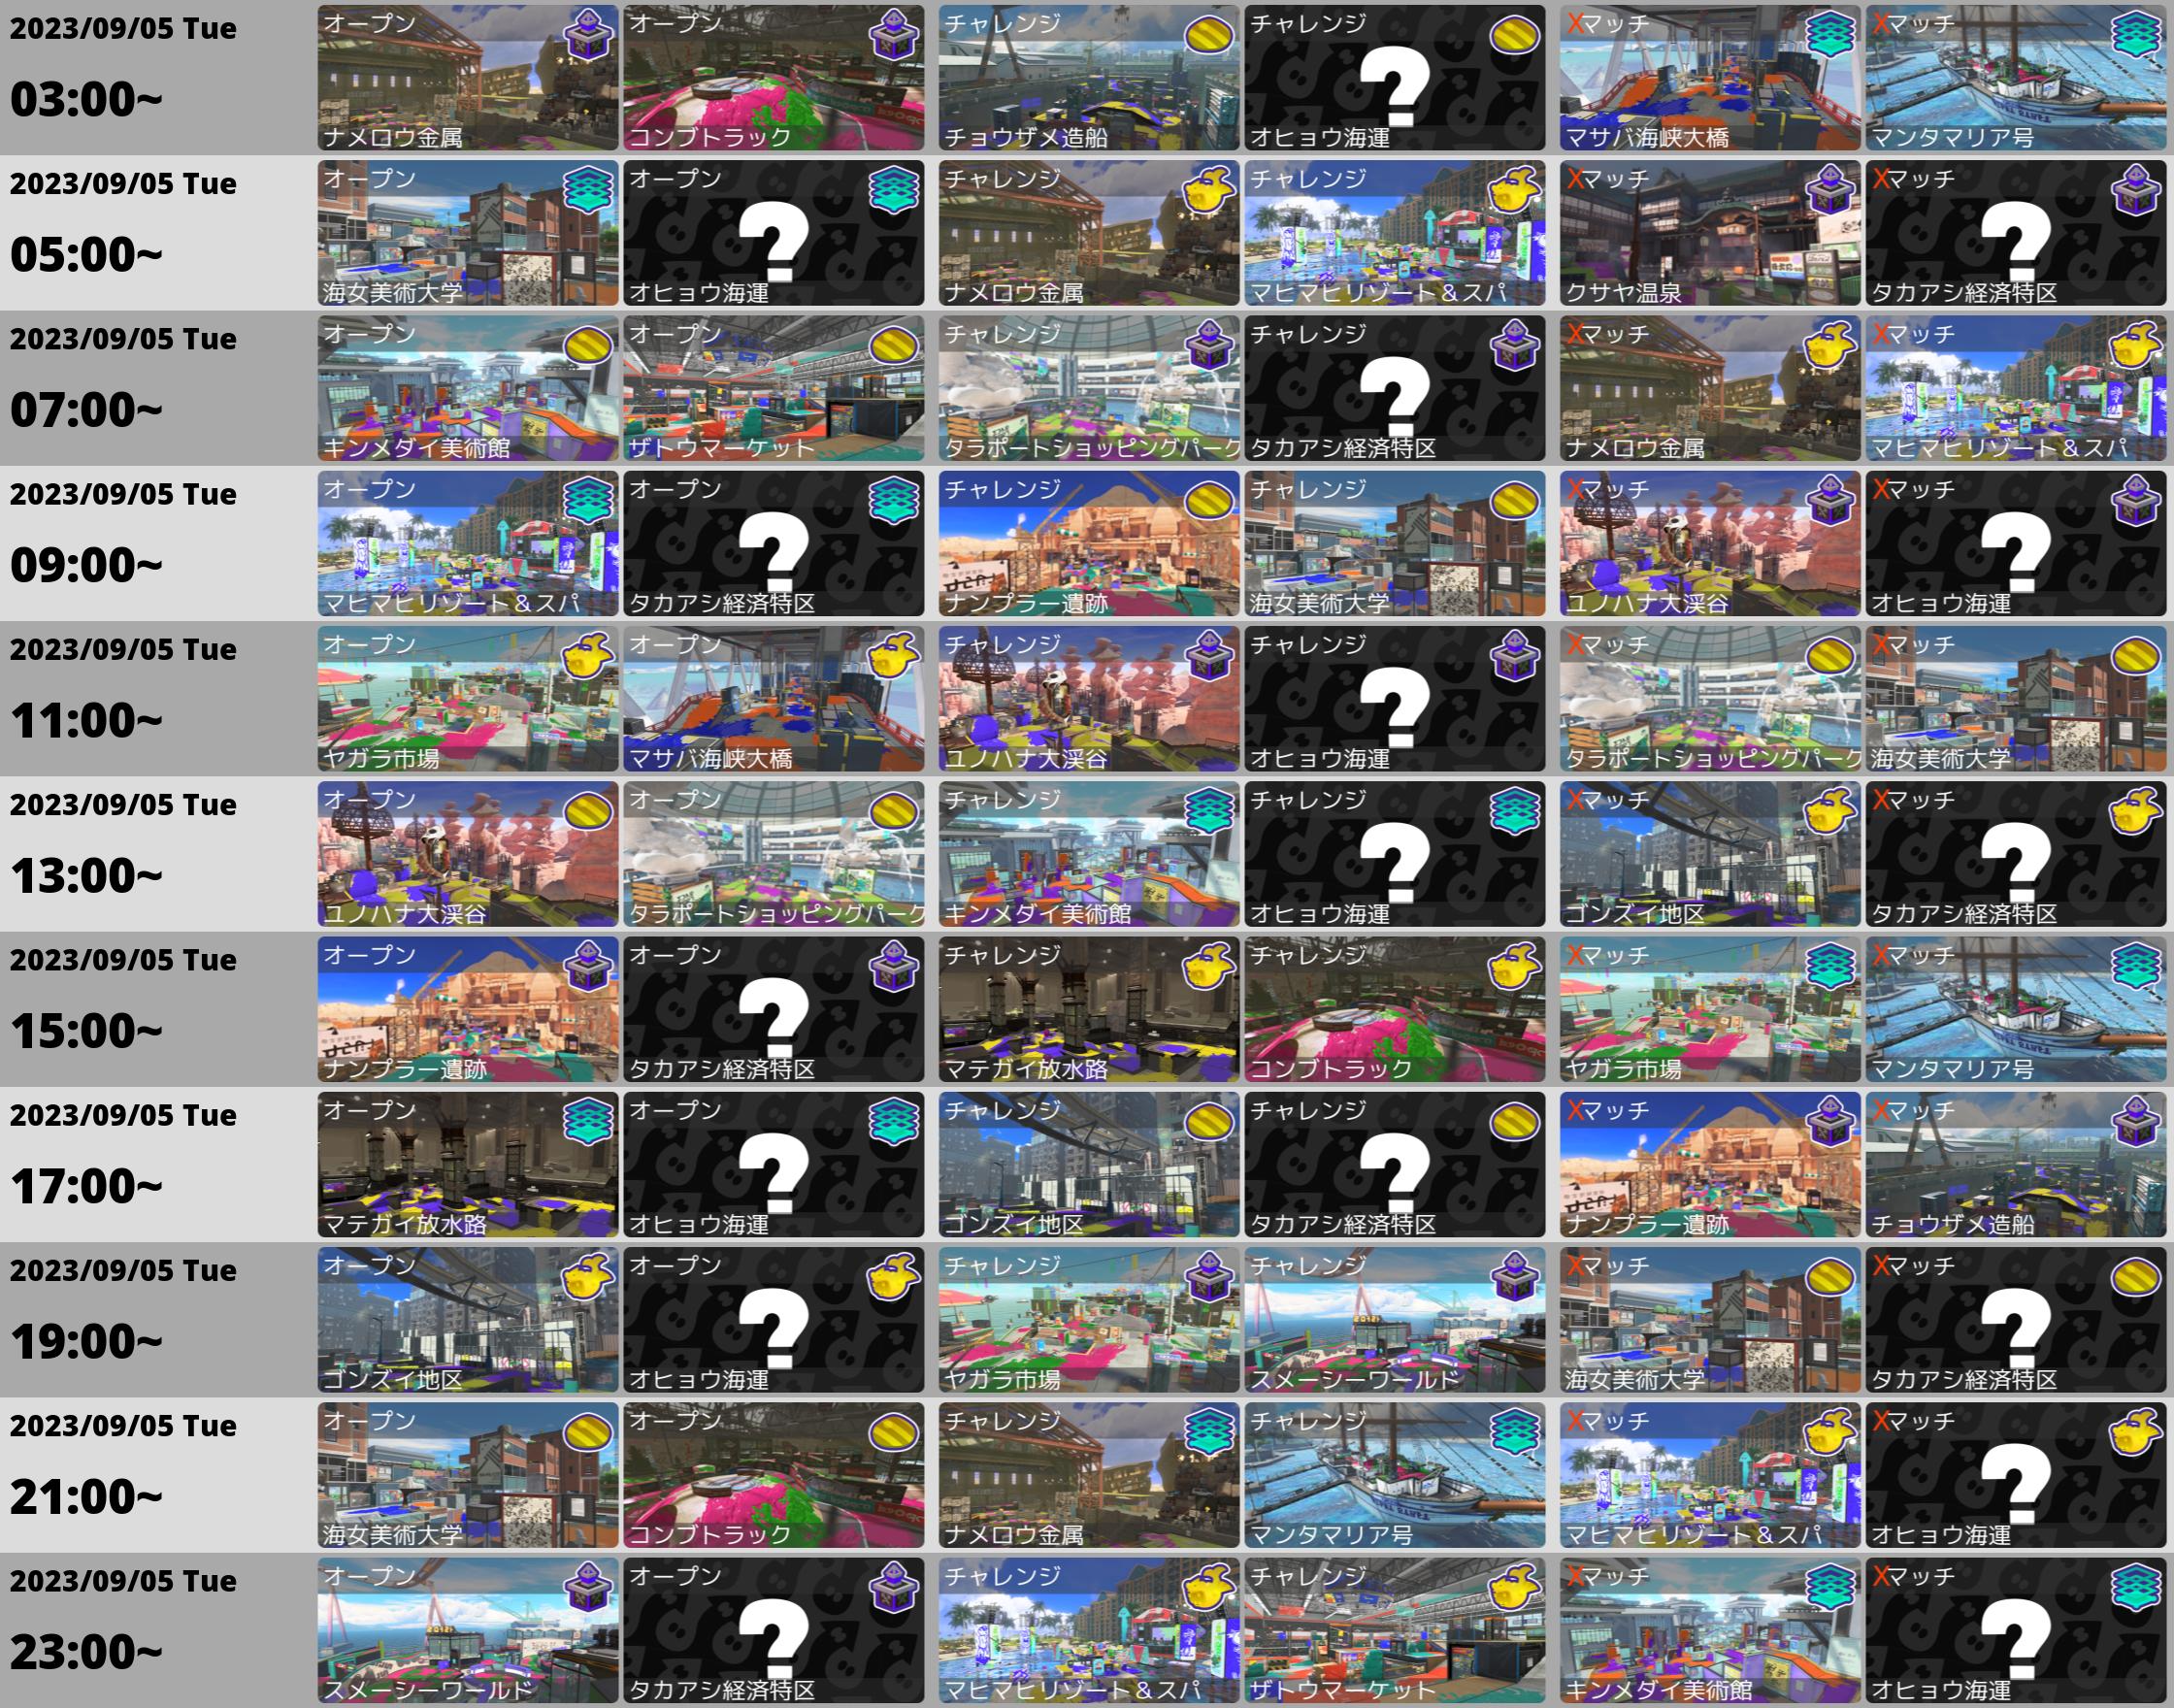 2023/09/05 Tue
03:00~
オープン
ナメロウ金属
オープン
コンブトラック
チャレンジ
チョウザメ造船
チャレンジ
オヒョウ海運
Xマッチ
マサバ海峡大橋
Xマッチ
マンタマリア号
2023/09/05 Tue
05:00~
オープン
海女美術大学
オープン
オヒョウ海運
チャレンジ
ナメロウ金属
チャレンジ
マヒマヒリゾート&スパ
Xマッチ
クサヤ温泉
Xマッチ
タカアシ経済特区
2023/09/05 Tue
07:00~
オープン
キンメダイ美術館
オープン
ザトウマーケット
チャレンジ
タラポートショッピングパーク
チャレンジ
タカアシ経済特区
Xマッチ
ナメロウ金属
Xマッチ
マヒマヒリゾート&スパ
2023/09/05 Tue
09:00~
オープン
マヒマヒリゾート&スパ
オープン
タカアシ経済特区
チャレンジ
ナンプラー遺跡
チャレンジ
海女美術大学
Xマッチ
ユノハナ大渓谷
Xマッチ
オヒョウ海運
2023/09/05 Tue
11:00~
オープン
ヤガラ市場
オープン
マサバ海峡大橋
チャレンジ
ユノハナ大渓谷
チャレンジ
オヒョウ海運
Xマッチ
タラポートショッピングパーク
Xマッチ
海女美術大学
2023/09/05 Tue
13:00~
オープン
ユノハナ大渓谷
オープン
タラポートショッピングパーク
チャレンジ
キンメダイ美術館
チャレンジ
オヒョウ海運
Xマッチ
ゴンズイ地区
Xマッチ
タカアシ経済特区
2023/09/05 Tue
15:00~
オープン
ナンプラー遺跡
オープン
タカアシ経済特区
チャレンジ
マテガイ放水路
チャレンジ
コンブトラック
Xマッチ
ヤガラ市場
Xマッチ
マンタマリア号
2023/09/05 Tue
17:00~
オープン
マテガイ放水路
オープン
オヒョウ海運
チャレンジ
ゴンズイ地区
チャレンジ
タカアシ経済特区
Xマッチ
ナンプラー遺跡
Xマッチ
チョウザメ造船
2023/09/05 Tue
19:00~
オープン
ゴンズイ地区
オープン
オヒョウ海運
チャレンジ
ヤガラ市場
チャレンジ
スメーシーワールド
Xマッチ
海女美術大学
Xマッチ
タカアシ経済特区
2023/09/05 Tue
21:00~
オープン
海女美術大学
オープン
コンブトラック
チャレンジ
ナメロウ金属
チャレンジ
マンタマリア号
Xマッチ
マヒマヒリゾート&スパ
Xマッチ
オヒョウ海運
2023/09/05 Tue
23:00~
オープン
スメーシーワールド
オープン
タカアシ経済特区
チャレンジ
マヒマヒリゾート&スパ
チャレンジ
ザトウマーケット
Xマッチ
キンメダイ美術館
Xマッチ
オヒョウ海運